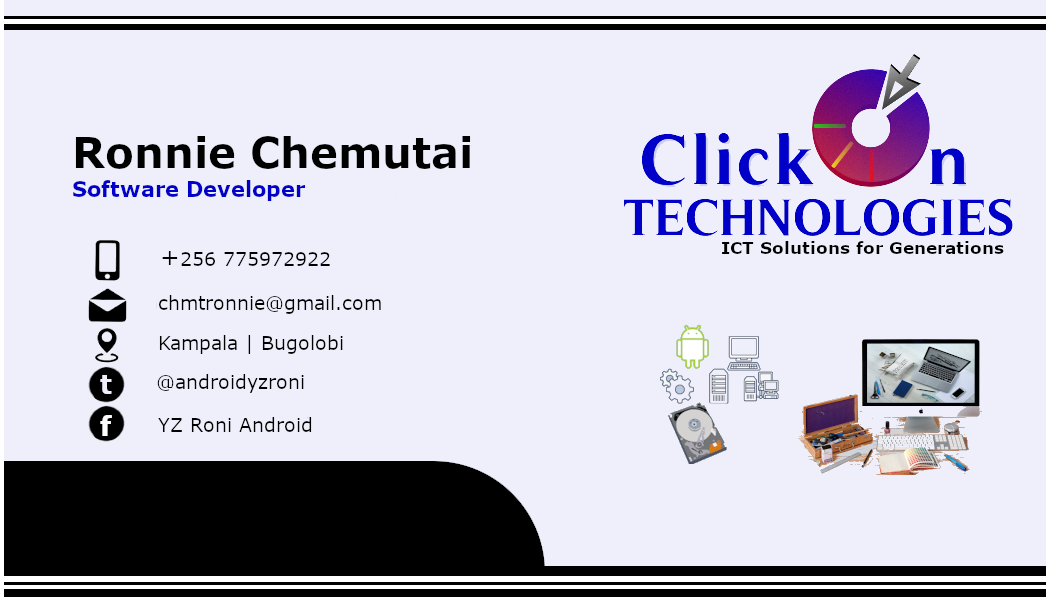 Ronnie Chemutai
Software Developer
+256 775972922
chmtronnie@gmail.com
Kampala | Bugolobi
t @androidyzroni
f YZ Roni Android
Click On
TECHNOLOGIES
ICT Solutions for Generations